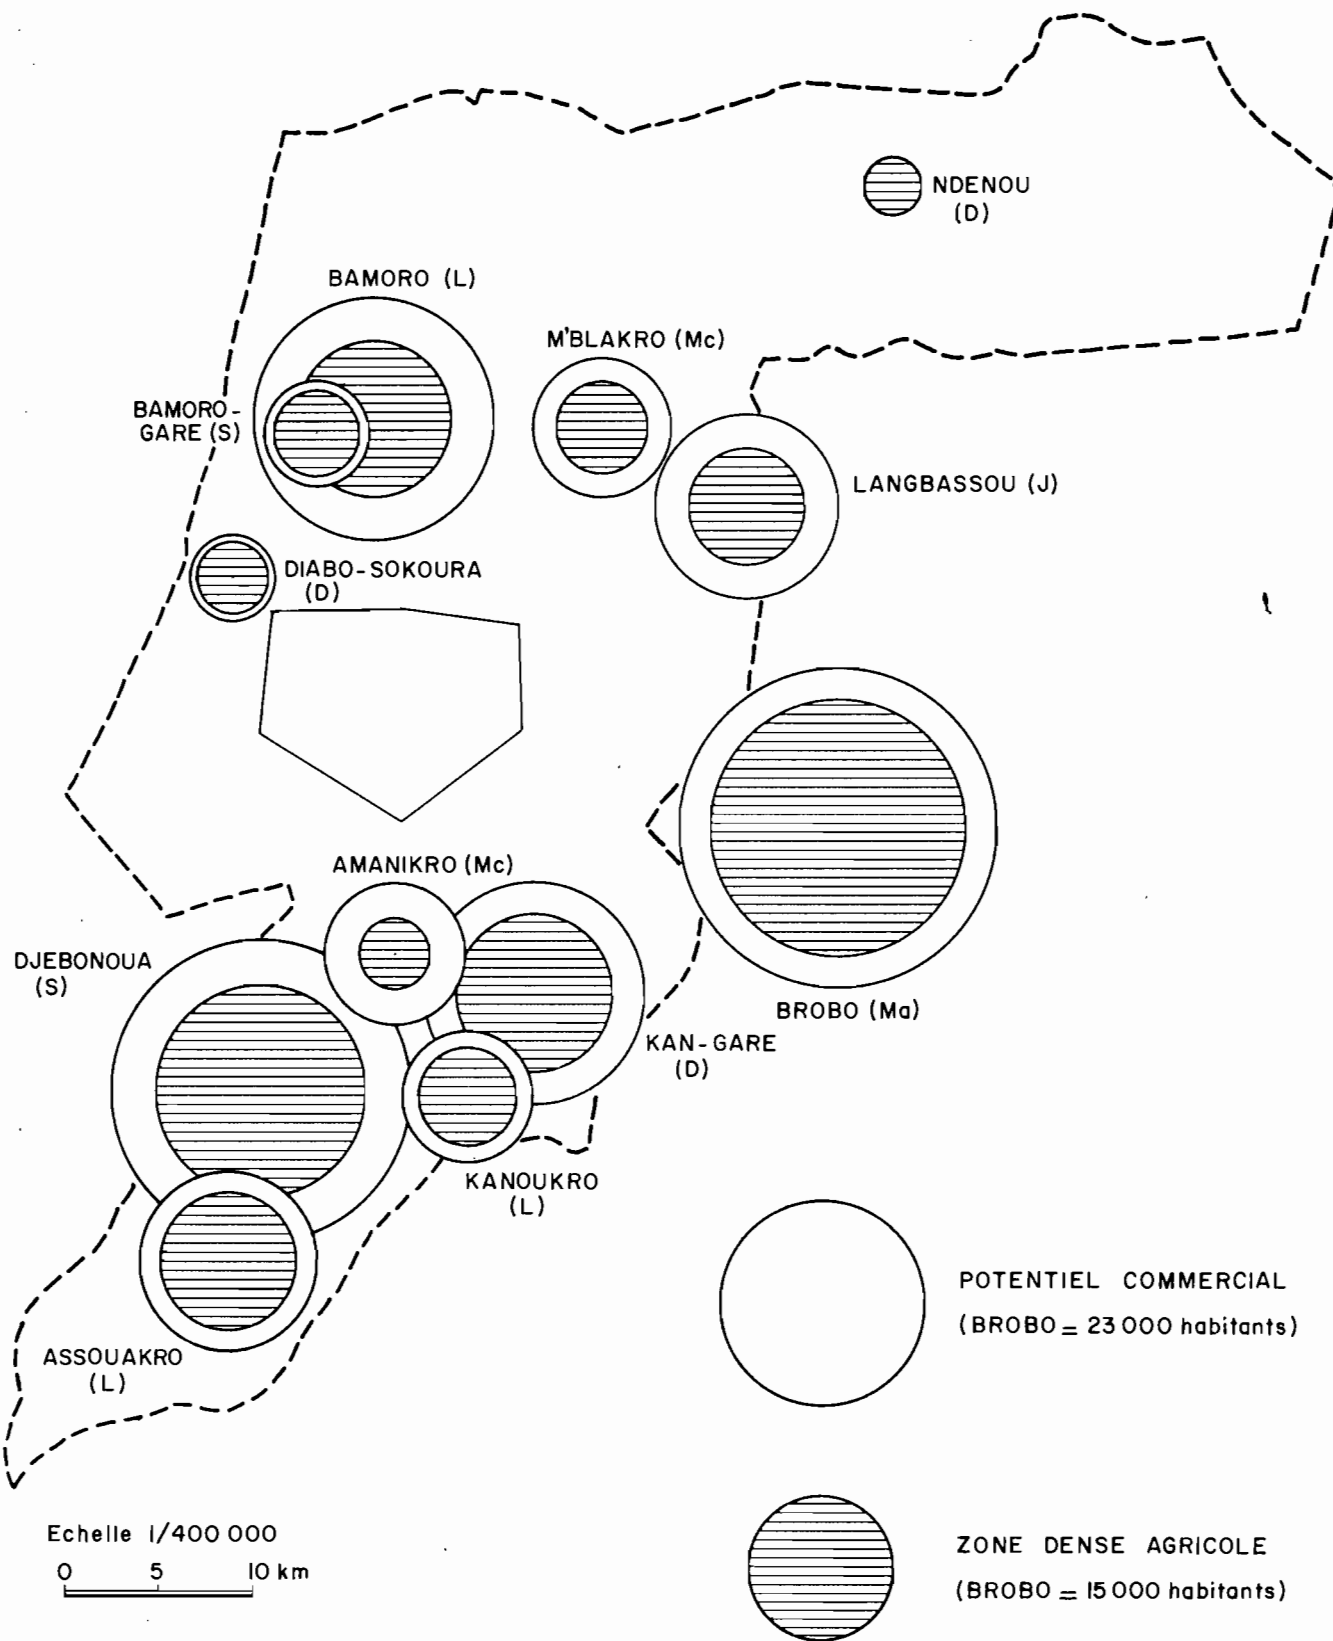 NDENOU
(D)
BAMORO (L)
M'BLAKRO (Mc)
BAMORO-
GARE (S)
LANGBASSOU (J)
DIABO-SOKOURA
(D)
AMANIKRO (Mc)
DJEBONOUA
(S)
BROBO (Ma)
KAN-GARE
(D)
KANOUKRO
(L)
POTENTIEL COMMERCIAL
(BROBO = 23 000 habitants)
ASSOUAKRO
(L)
Echelle 1/400 000
0 5 10 km
ZONE DENSE AGRICOLE
(BROBO = 15 000 habitants)